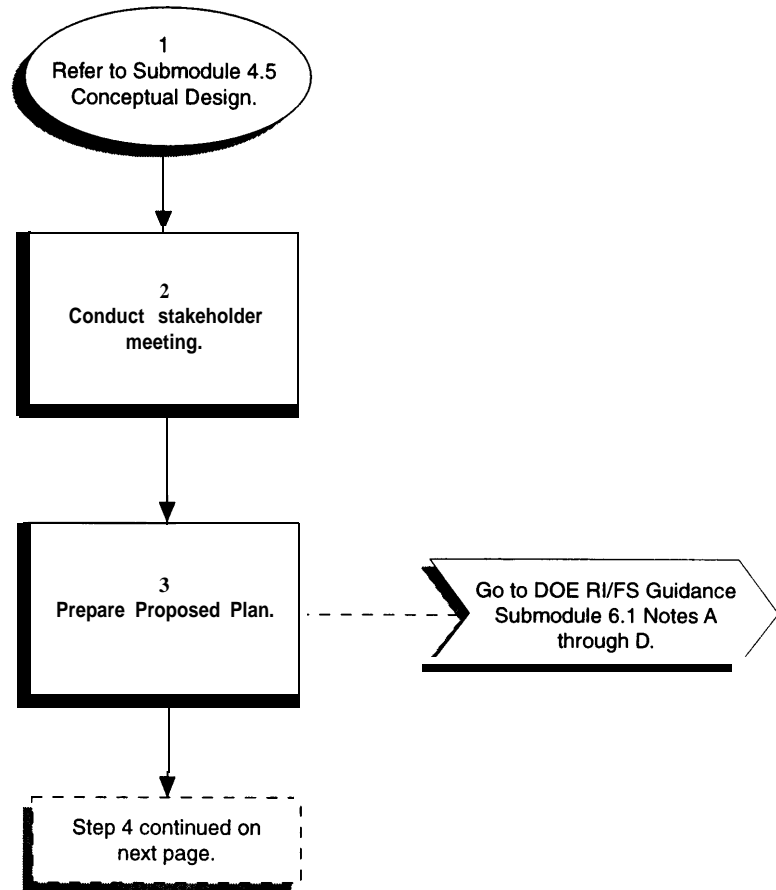 1
Refer to Submodule 4.5
Conceptual Design.
2
Conduct stakeholder
meeting.
3
Prepare Proposed Plan.
Go to DOE RI/FS Guidance
Submodule 6.1 Notes A
through D.
Step 4 continued on
next page.